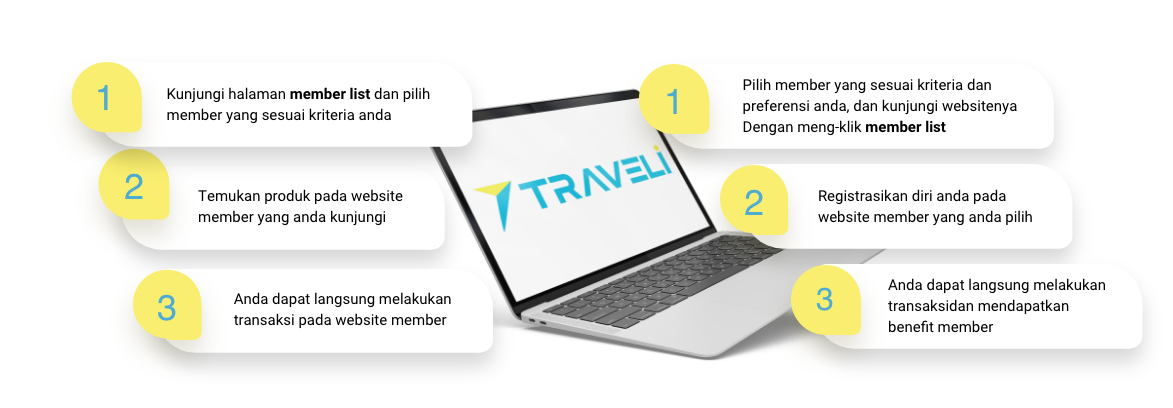 1
Kunjungi halaman member list dan pilih
member yang sesuai kriteria anda
2
Temukan produk pada website
member yang anda kunjungi
3
Anda dapat langsung melakukan
transaksi pada website member
TRAVELi
1
Pilih member yang sesuai kriteria dan
preferensi anda, dan kunjungi websitenya
Dengan meng-klik member list
2
Registrasikan diri anda pada
website member yang anda pilih
3
Anda dapat langsung melakukan
transaksidan mendapatkan
benefit member